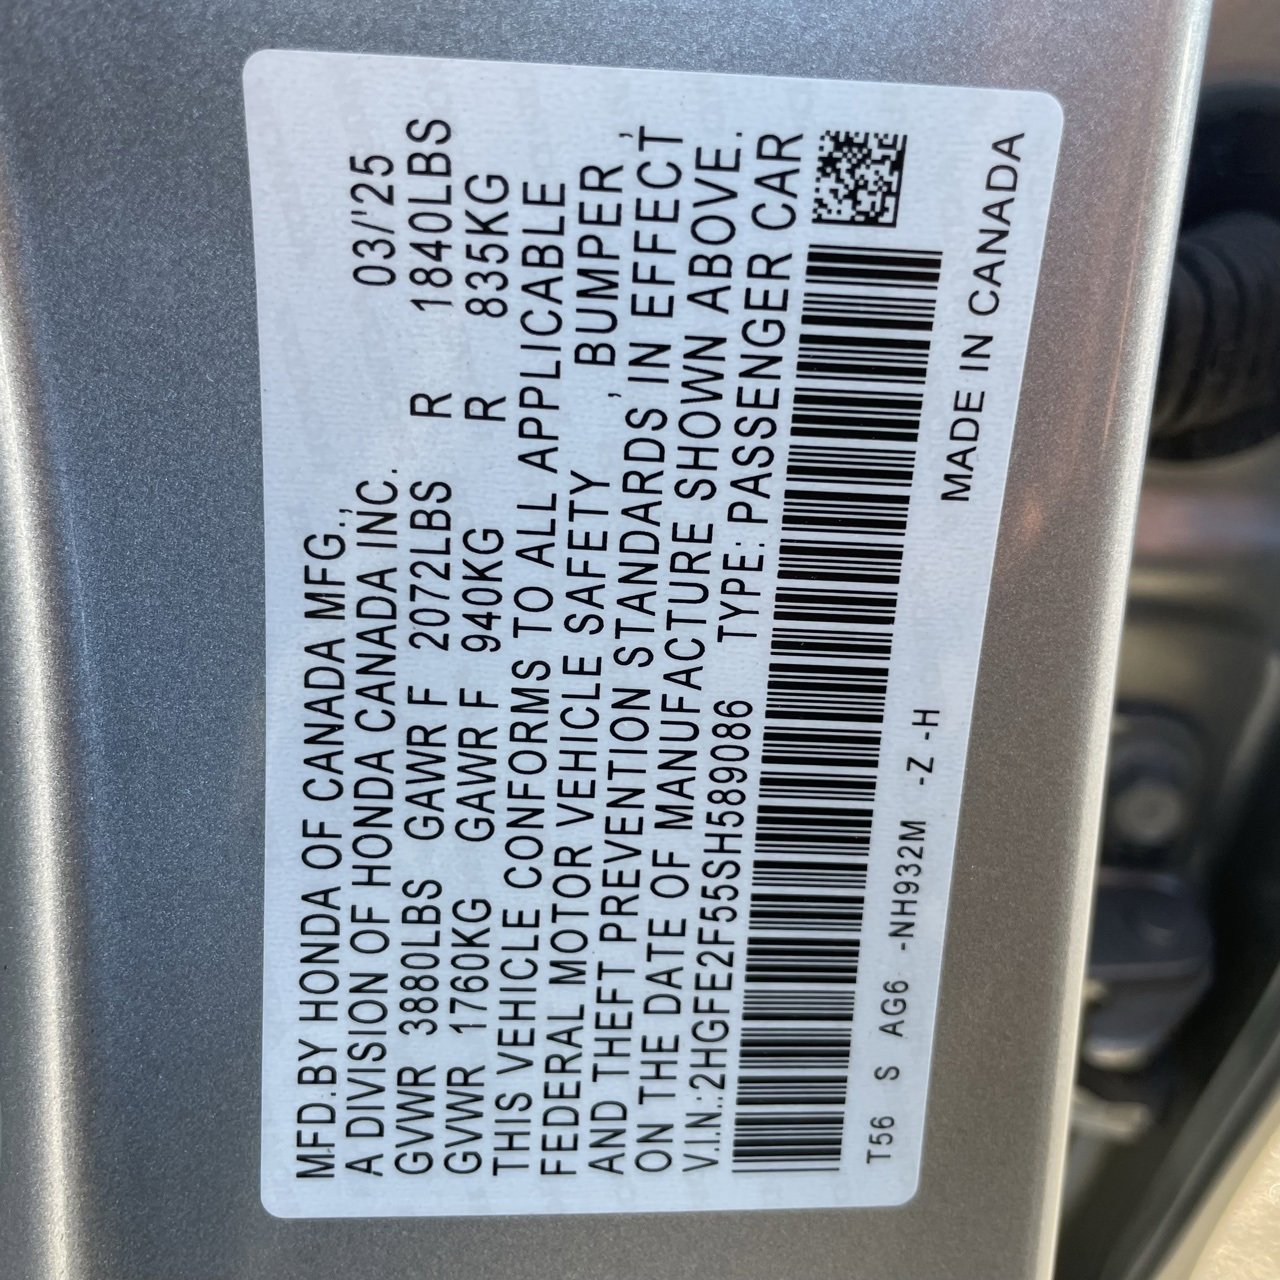 MFD.BY HONDA OF CANADA MFG.,
A DIVISION OF HONDA CANADA INC. 03/'25
GVWR 3880LBS GAWR F 2072LBS R 1840LBS
GVWR 1760KG GAWR F 940KG R 835KG
THIS VEHICLE CONFORMS TO ALL APPLICABLE
FEDERAL MOTOR VEHICLE SAFETY , BUMPER ,
AND THEFT PREVENTION STANDARDS IN EFFECT
ON THE DATE OF MANUFACTURE SHOWN ABOVE.
V.I.N.:2HGFE2F55SH589086 TYPE: PASSENGER CAR
T56 S AG6 -NH932M -Z -H
MADE IN CANADA